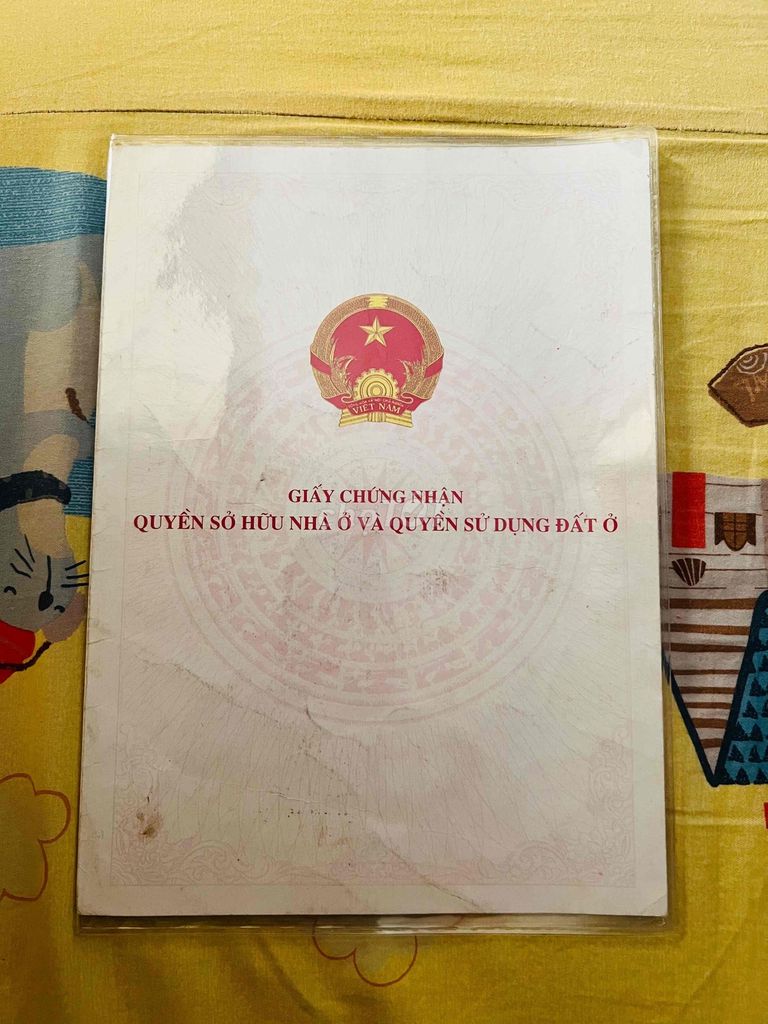 VIỆT NAM
GIẤY CHỨNG NHẬN
QUYỀN SỞ HỮU NHÀ Ở VÀ QUYỀN SỬ DỤNG ĐẤT Ở